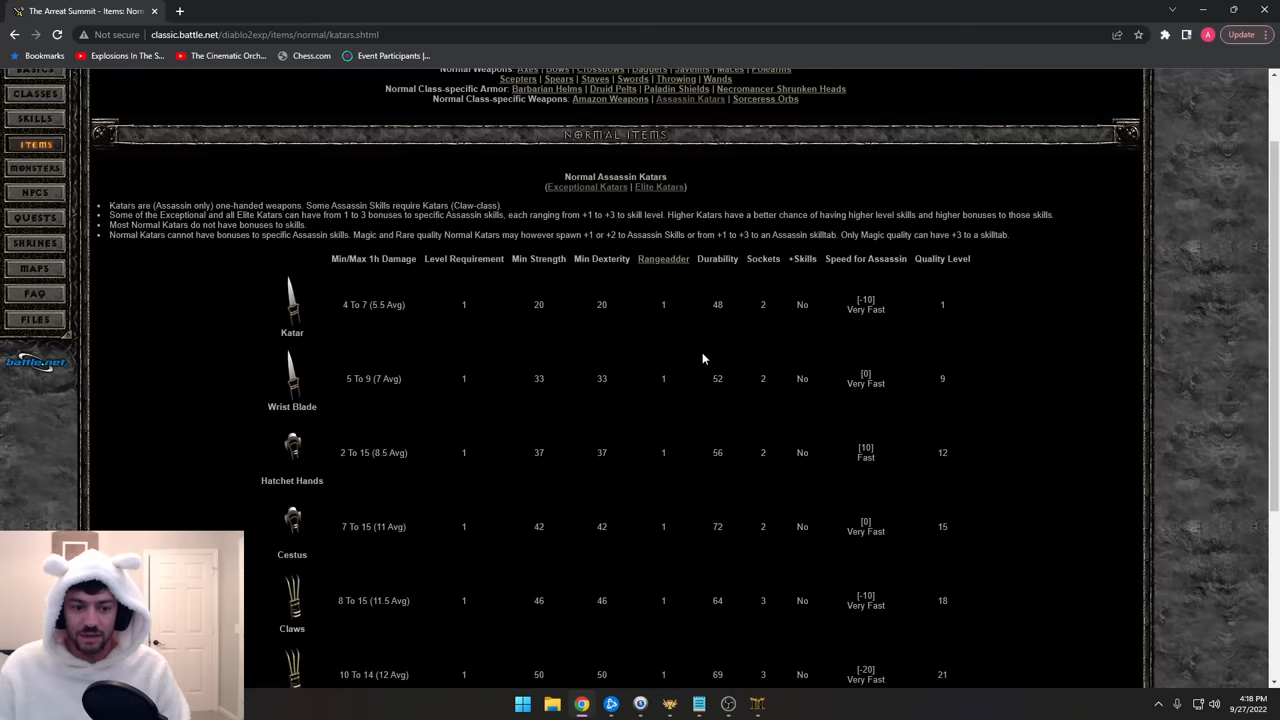 The Arreat Summit - Items: Norn
Update
Not secure | classic.battle.net/diablo2exp/items/normal/katars.shtml
Bookmarks
Explosions In The S...
The Cinematic Orch...
Chess.com
Event Participants |...
BASICS
CLASSES
SKILLS
ITEMS
MONSTERS
NPCS
QUESTS
SHRINES
MAPS
FAQ
FILES
battle.net
Normal Weapons: Axes | Bows | Crossbows | Daggers | Javelins | Maces | Polearms
Scepters | Spears | Staves | Swords | Throwing | Wands
Normal Class-specific Armor: Barbarian Helms | Druid Pelts | Paladin Shields | Necromancer Shrunken Heads
Normal Class-specific Weapons: Amazon Weapons | Assassin Katars | Sorceress Orbs
NORMAL ITEMS
Normal Assassin Katars
(Exceptional Katars | Elite Katars)
• Katars are (Assassin only) one-handed weapons. Some Assassin Skills require Katars (Claw-class).
• Some of the Exceptional and all Elite Katars can have from 1 to 3 bonuses to specific Assassin skills, each ranging from +1 to +3 to skill level. Higher Katars have a better chance of having higher level skills and higher bonuses to those skills.
• Most Normal Katars do not have bonuses to skills.
• Normal Katars cannot have bonuses to specific Assassin skills. Magic and Rare quality Normal Katars may however spawn +1 or +2 to Assassin Skills or from +1 to +3 to an Assassin skilltab. Only Magic quality can have +3 to a skilltab.
Min/Max 1h Damage Level Requirement Min Strength Min Dexterity Rangeadder Durability Sockets +Skills Speed for Assassin Quality Level
4 To 7 (5.5 Avg) 1 20 20 1 48 2 No [-10] Very Fast 1
Katar
5 To 9 (7 Avg) 1 33 33 1 52 2 No [0] Very Fast 9
Wrist Blade
2 To 15 (8.5 Avg) 1 37 37 1 56 2 No [10] Fast 12
Hatchet Hands
7 To 15 (11 Avg) 1 42 42 1 72 2 No [0] Very Fast 15
Cestus
8 To 15 (11.5 Avg) 1 46 46 1 64 3 No [-10] Very Fast 18
Claws
10 To 14 (12 Avg) 1 50 50 1 69 3 No [-20] Very Fast 21
4:18 PM
9/27/2022